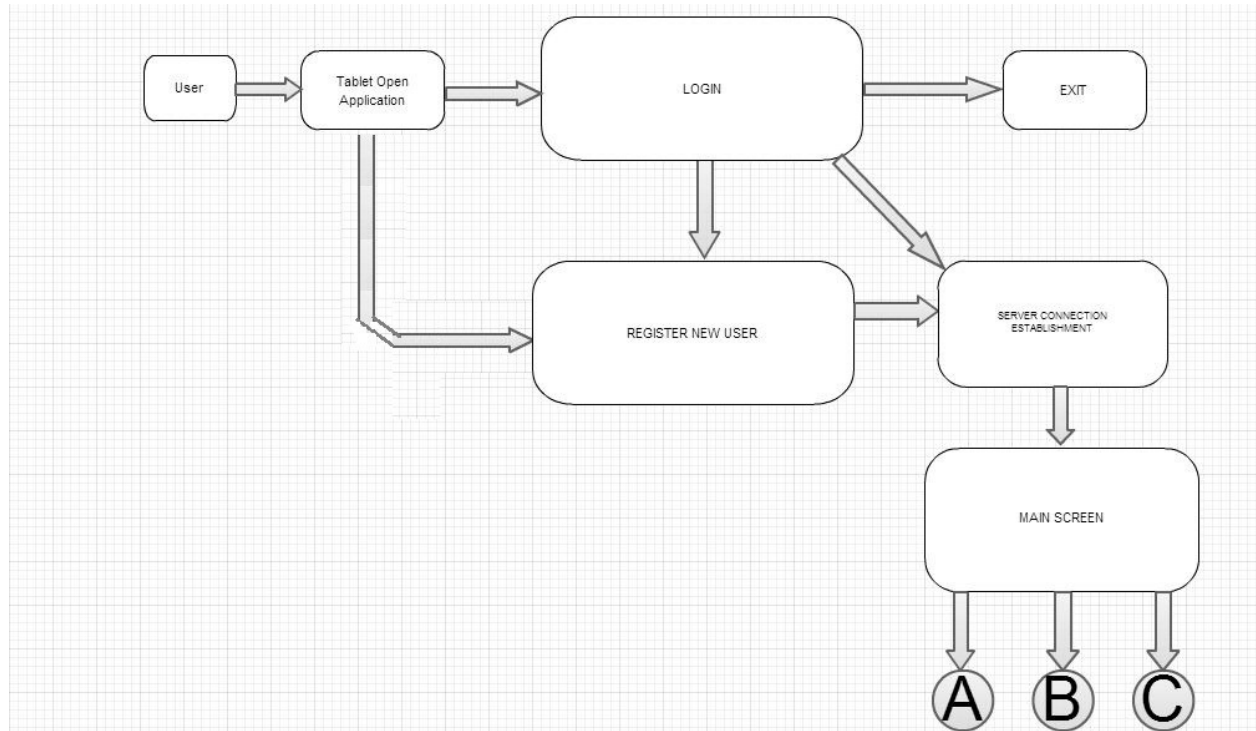 User
Tablet Open
Application
LOGIN
EXIT
REGISTER NEW USER
SERVER CONNECTION
ESTABLISHMENT
MAIN SCREEN
A
B
C